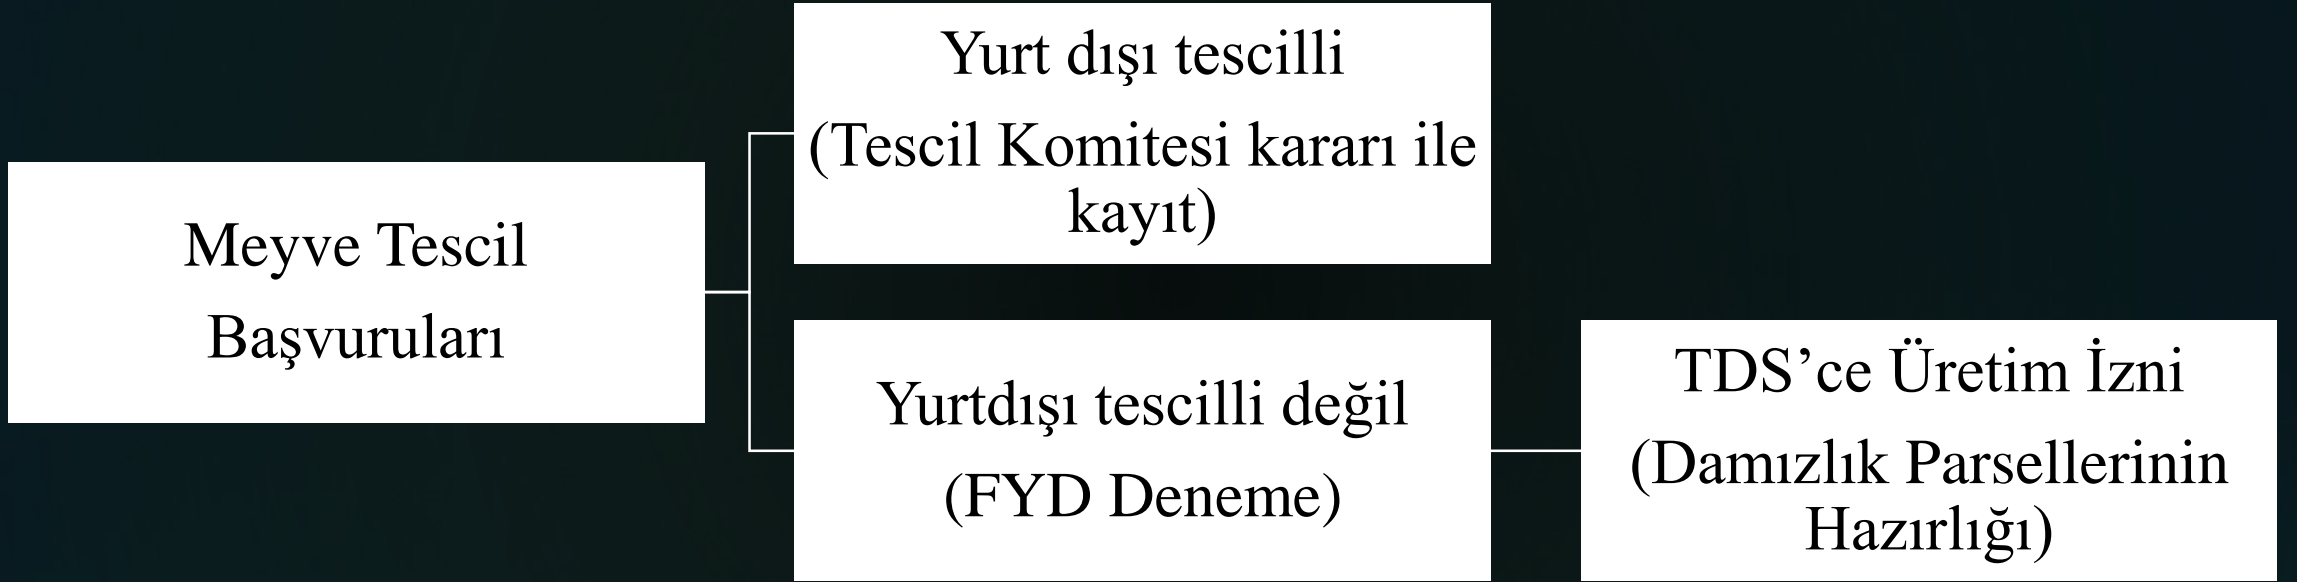 Meyve Tescil
Başvuruları
Yurt dışı tescilli
(Tescil Komitesi kararı ile
kayıt)
Yurtdışı tescilli değil
(FYD Deneme)
TDS’ce Üretim İzni
(Damızlık Parsellerinin
Hazırlığı)